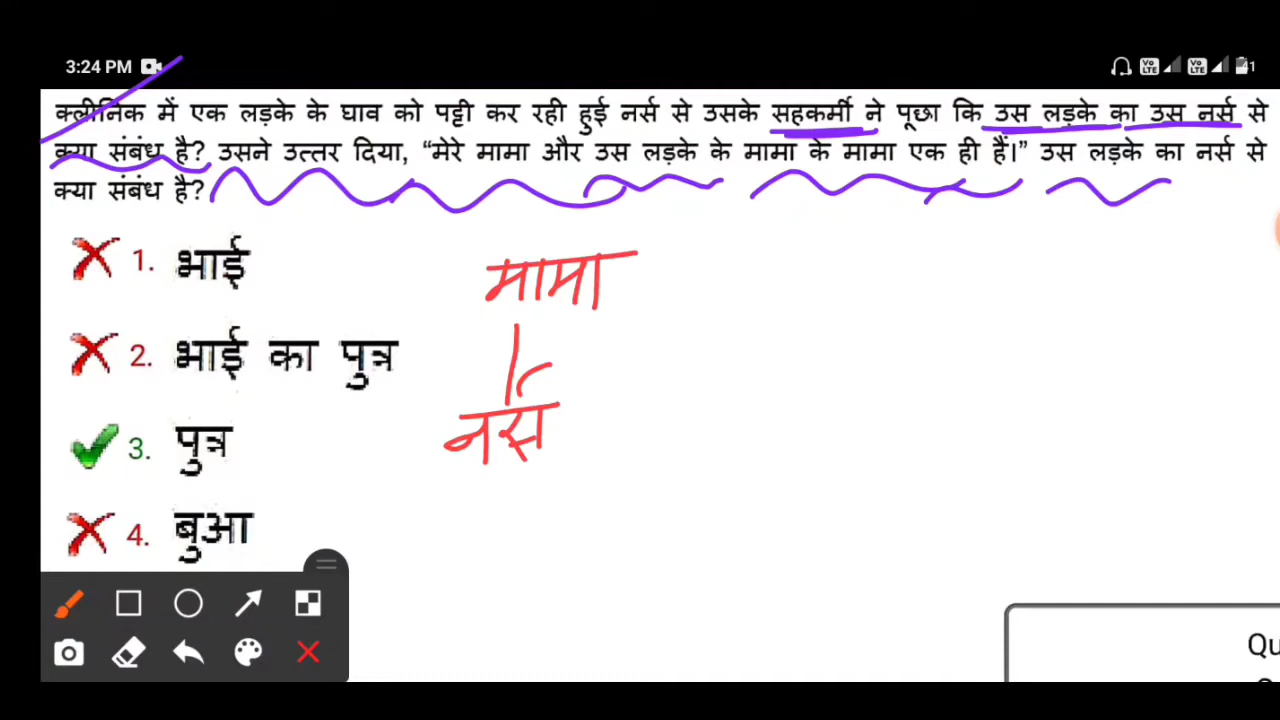 3:24 PM
क्लीनिक में एक लड़के के घाव को पट्टी कर रही हुई नर्स से उसके सहकर्मी ने पूछा कि उस लड़के का उस नर्स से
क्या संबंध है? उसने उत्तर दिया, “मेरे मामा और उस लड़के के मामा के मामा एक ही हैं।” उस लड़के का नर्स से
क्या संबंध है?
1. भाई
2. भाई का पुत्र
3. पुत्र
4. बुआ
मामा
नर्स
Qu